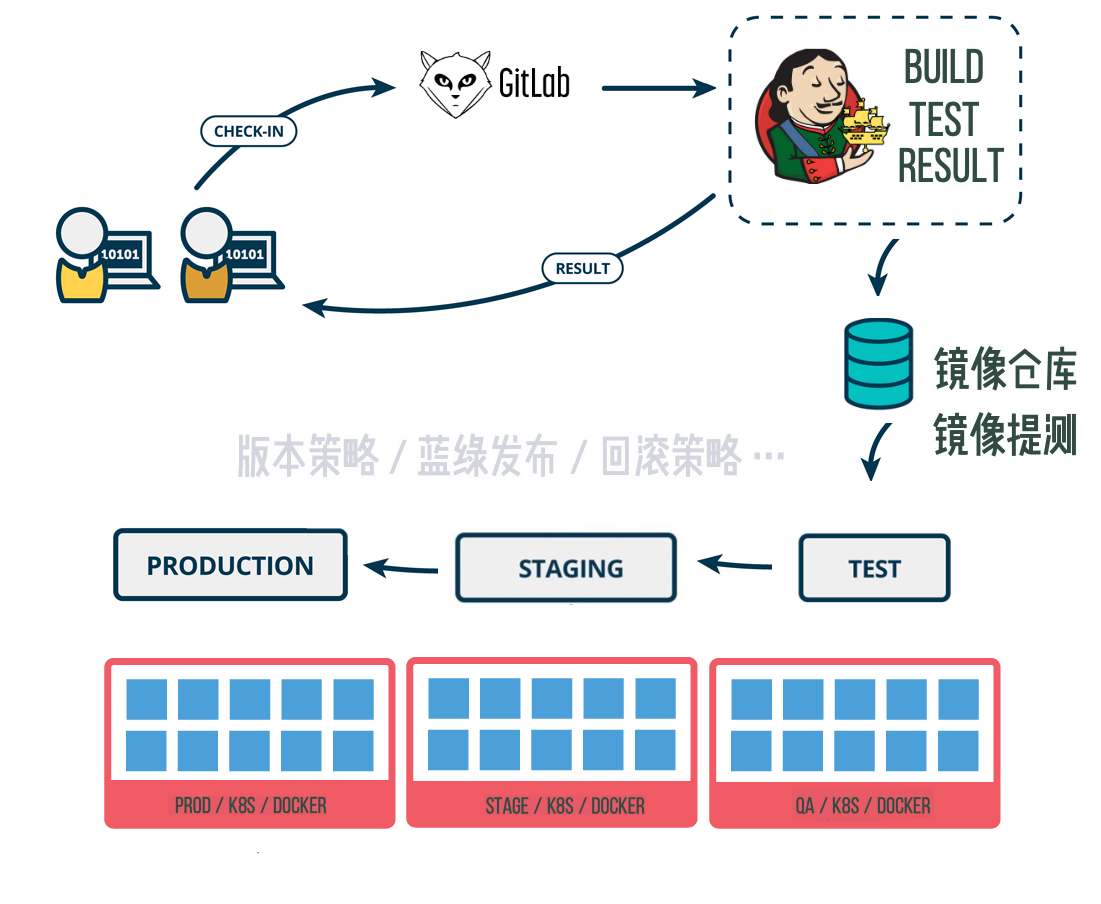 GitLab
BUILD
TEST
RESULT
CHECK-IN
10101
10101
RESULT
镜像仓库
镜像提测
版本策略 / 蓝绿发布 / 回滚策略 …
PRODUCTION
STAGING
TEST
PROD / K8S / DOCKER
STAGE / K8S / DOCKER
QA / K8S / DOCKER